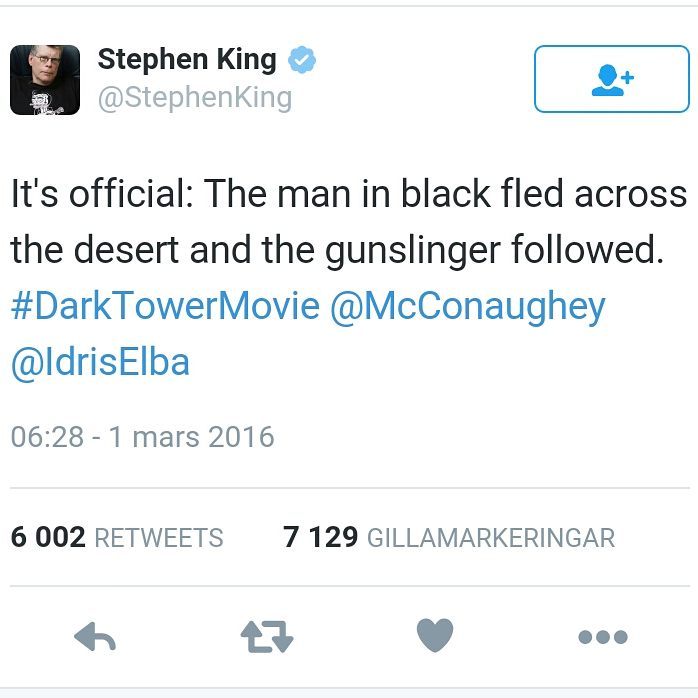 Stephen King
@StephenKing
It's official: The man in black fled across
the desert and the gunslinger followed.
#DarkTowerMovie @McConaughey
@IdrisElba
06:28 - 1 mars 2016
6 002 RETWEETS 7 129 GILLAMARKERINGAR